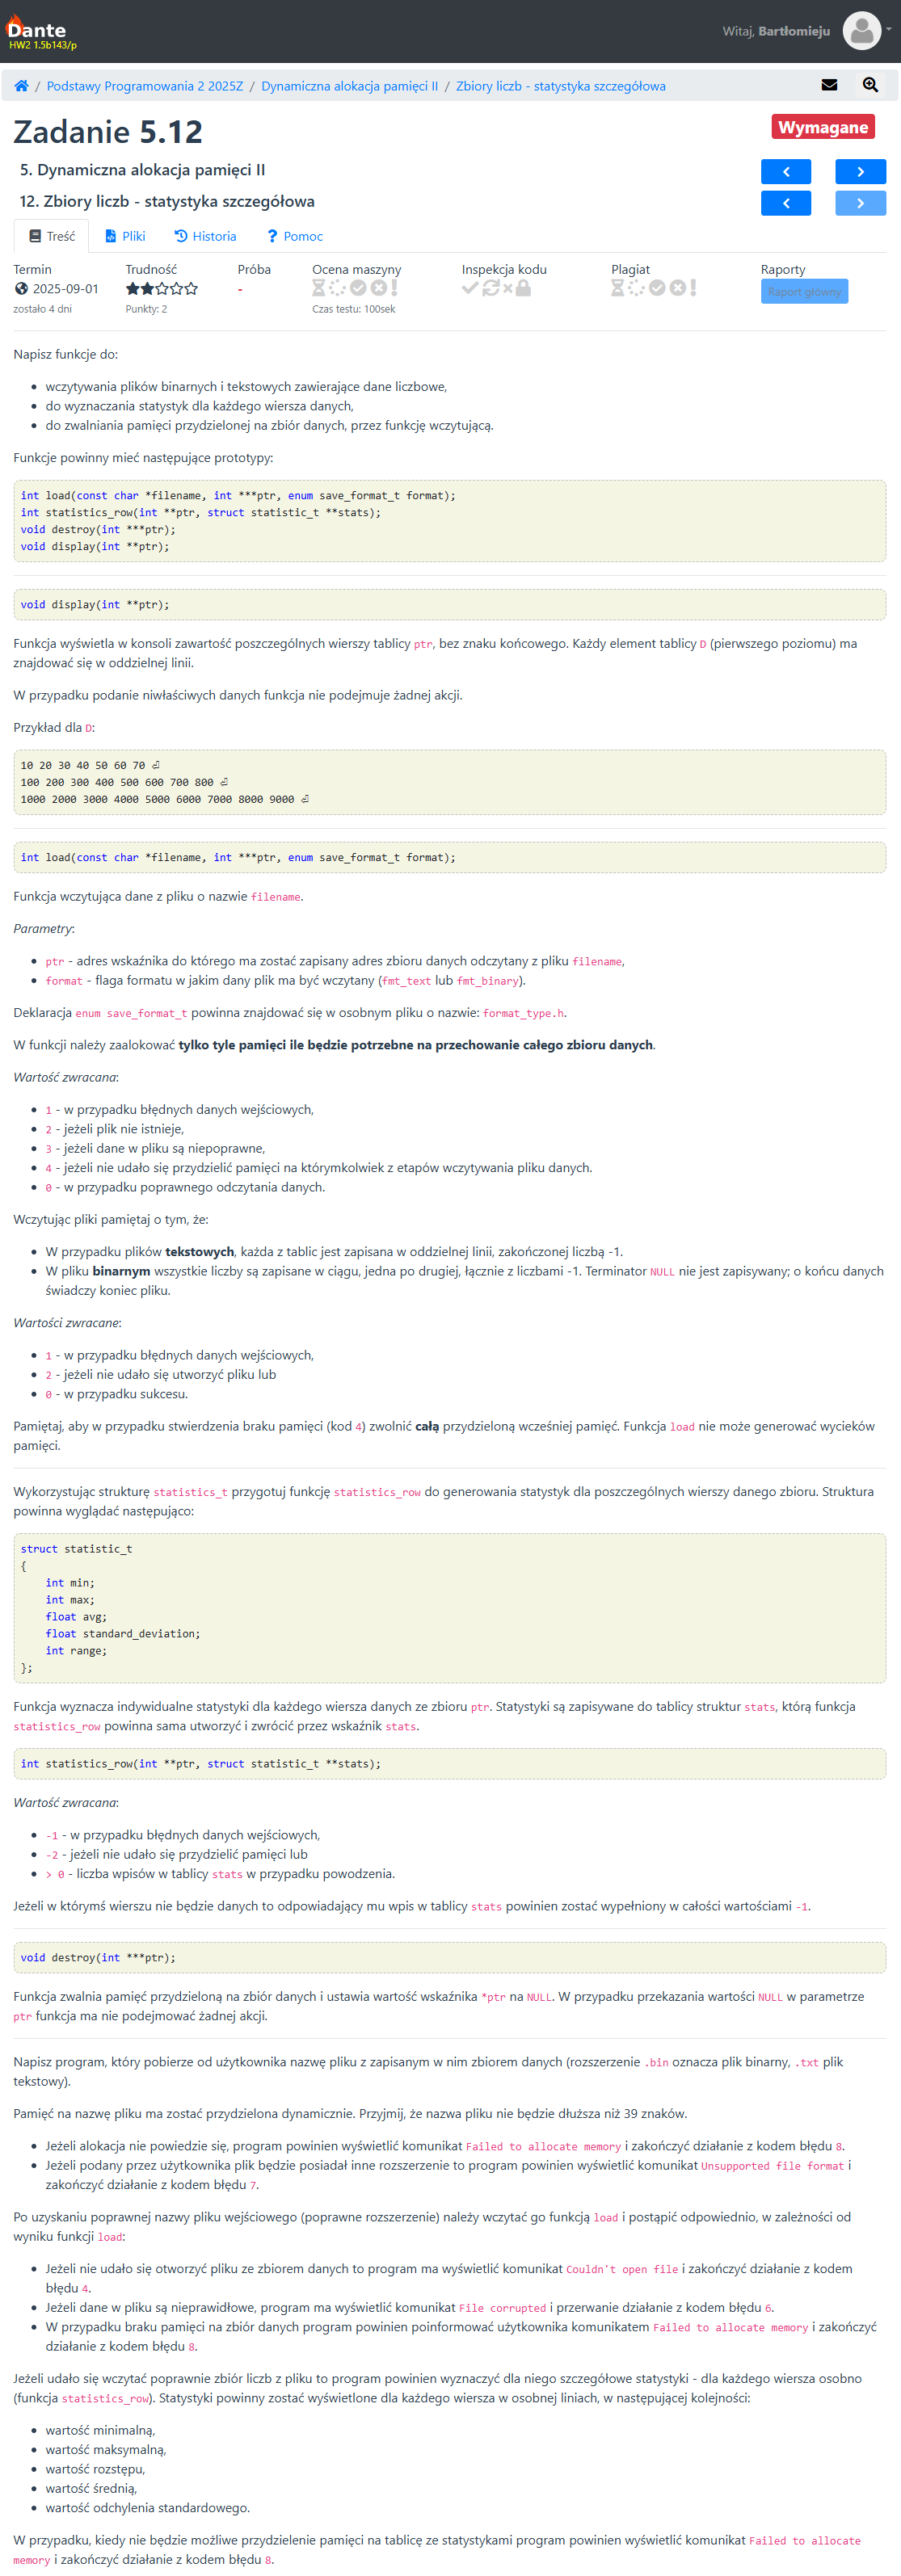 Dante
HW2 1.5b143/p
Witaj, Bartłomieju
/ Podstawy Programowania 2 2025Z / Dynamiczna alokacja pamięci II / Zbiory liczb - statystyka szczegółowa
Zadanie 5.12
Wymagane
5. Dynamiczna alokacja pamięci II
12. Zbiory liczb - statystyka szczegółowa
Treść Pliki Historia Pomoc
Termin Trudność Próba Ocena maszyny Inspekcja kodu Plagiat Raporty
2025-09-01 - Raport główny
zostało 4 dni Punkty: 2 Czas testu: 100sek
Napisz funkcje do:
• wczytywania plików binarnych i tekstowych zawierające dane liczbowe,
• do wyznaczania statystyk dla każdego wiersza danych,
• do zwalniania pamięci przydzielonej na zbiór danych, przez funkcję wczytującą.
Funkcje powinny mieć następujące prototypy:
int load(const char *filename, int ***ptr, enum save_format_t format);
int statistics_row(int **ptr, struct statistic_t **stats);
void destroy(int ***ptr);
void display(int **ptr);
void display(int **ptr);
Funkcja wyświetla w konsoli zawartość poszczególnych wierszy tablicy ptr, bez znaku końcowego. Każdy element tablicy D (pierwszego poziomu) ma
znajdować się w oddzielnej linii.
W przypadku podanie niwłaściwych danych funkcja nie podejmuje żadnej akcji.
Przykład dla D:
10 20 30 40 50 60 70 ⏎
100 200 300 400 500 600 700 800 ⏎
1000 2000 3000 4000 5000 6000 7000 8000 9000 ⏎
int load(const char *filename, int ***ptr, enum save_format_t format);
Funkcja wczytująca dane z pliku o nazwie filename.
Parametry:
• ptr - adres wskaźnika do którego ma zostać zapisany adres zbioru danych odczytany z pliku filename,
• format - flaga formatu w jakim dany plik ma być wczytany (fmt_text lub fmt_binary).
Deklaracja enum save_format_t powinna znajdować się w osobnym pliku o nazwie: format_type.h.
W funkcji należy zaalokować tylko tyle pamięci ile będzie potrzebne na przechowanie całego zbioru danych.
Wartość zwracana:
• 1 - w przypadku błędnych danych wejściowych,
• 2 - jeżeli plik nie istnieje,
• 3 - jeżeli dane w pliku są niepoprawne,
• 4 - jeżeli nie udało się przydzielić pamięci na którymkolwiek z etapów wczytywania pliku danych.
• 0 - w przypadku poprawnego odczytania danych.
Wczytując pliki pamiętaj o tym, że:
• W przypadku plików tekstowych, każda z tablic jest zapisana w oddzielnej linii, zakończonej liczbą -1.
• W pliku binarnym wszystkie liczby są zapisane w ciągu, jedna po drugiej, łącznie z liczbami -1. Terminator NULL nie jest zapisywany; o końcu danych
świadczy koniec pliku.
Wartości zwracane:
• 1 - w przypadku błędnych danych wejściowych,
• 2 - jeżeli nie udało się utworzyć pliku lub
• 0 - w przypadku sukcesu.
Pamiętaj, aby w przypadku stwierdzenia braku pamięci (kod 4) zwolnić całą przydzieloną wcześniej pamięć. Funkcja load nie może generować wycieków
pamięci.
Wykorzystując strukturę statistics_t przygotuj funkcję statistics_row do generowania statystyk dla poszczególnych wierszy danego zbioru. Struktura
powinna wyglądać następująco:
struct statistic_t
{
int min;
int max;
float avg;
float standard_deviation;
int range;
};
Funkcja wyznacza indywidualne statystyki dla każdego wiersza danych ze zbioru ptr. Statystyki są zapisywane do tablicy struktur stats, którą funkcja
statistics_row powinna sama utworzyć i zwrócić przez wskaźnik stats.
int statistics_row(int **ptr, struct statistic_t **stats);
Wartość zwracana:
• -1 - w przypadku błędnych danych wejściowych,
• -2 - jeżeli nie udało się przydzielić pamięci lub
• > 0 - liczba wpisów w tablicy stats w przypadku powodzenia.
Jeżeli w którymś wierszu nie będzie danych to odpowiadający mu wpis w tablicy stats powinien zostać wypełniony w całości wartościami -1.
void destroy(int ***ptr);
Funkcja zwalnia pamięć przydzieloną na zbiór danych i ustawia wartość wskaźnika *ptr na NULL. W przypadku przekazania wartości NULL w parametrze
ptr funkcja ma nie podejmować żadnej akcji.
Napisz program, który pobierze od użytkownika nazwę pliku z zapisanym w nim zbiorem danych (rozszerzenie .bin oznacza plik binarny, .txt plik
tekstowy).
Pamięć na nazwę pliku ma zostać przydzielona dynamicznie. Przyjmij, że nazwa pliku nie będzie dłuższa niż 39 znaków.
• Jeżeli alokacja nie powiedzie się, program powinien wyświetlić komunikat Failed to allocate memory i zakończyć działanie z kodem błędu 8.
• Jeżeli podany przez użytkownika plik będzie posiadał inne rozszerzenie to program powinien wyświetlić komunikat Unsupported file format i
zakończyć działanie z kodem błędu 7.
Po uzyskaniu poprawnej nazwy pliku wejściowego (poprawne rozszerzenie) należy wczytać go funkcją load i postąpić odpowiednio, w zależności od
wyniku funkcji load:
• Jeżeli nie udało się otworzyć pliku ze zbiorem danych to program ma wyświetlić komunikat Couldn't open file i zakończyć działanie z kodem
błędu 4.
• Jeżeli dane w pliku są nieprawidłowe, program ma wyświetlić komunikat File corrupted i przerwanie działanie z kodem błędu 6.
• W przypadku braku pamięci na zbiór danych program powinien poinformować użytkownika komunikatem Failed to allocate memory i zakończyć
działanie z kodem błędu 8.
Jeżeli udało się wczytać poprawnie zbiór liczb z pliku to program powinien wyznaczyć dla niego szczegółowe statystyki - dla każdego wiersza osobno
(funkcja statistics_row). Statystyki powinny zostać wyświetlone dla każdego wiersza w osobnej liniach, w następującej kolejności:
• wartość minimalną,
• wartość maksymalną,
• wartość rozstępu,
• wartość średnią,
• wartość odchylenia standardowego.
W przypadku, kiedy nie będzie możliwe przydzielenie pamięci na tablicę ze statystykami program powinien wyświetlić komunikat Failed to allocate
memory i zakończyć działanie z kodem błędu 8.